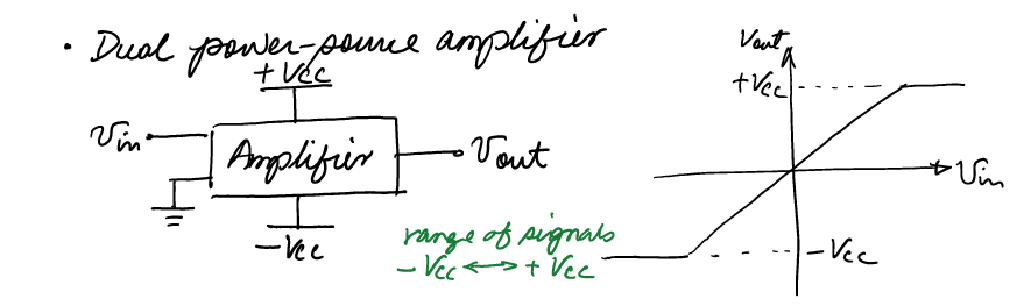 • Dual power-source amplifier
+Vcc
Vin
Amplifier
Vout
-Vcc
range of signals
-Vcc ⟷ +Vcc
Vout
+Vcc
Vin
-Vcc